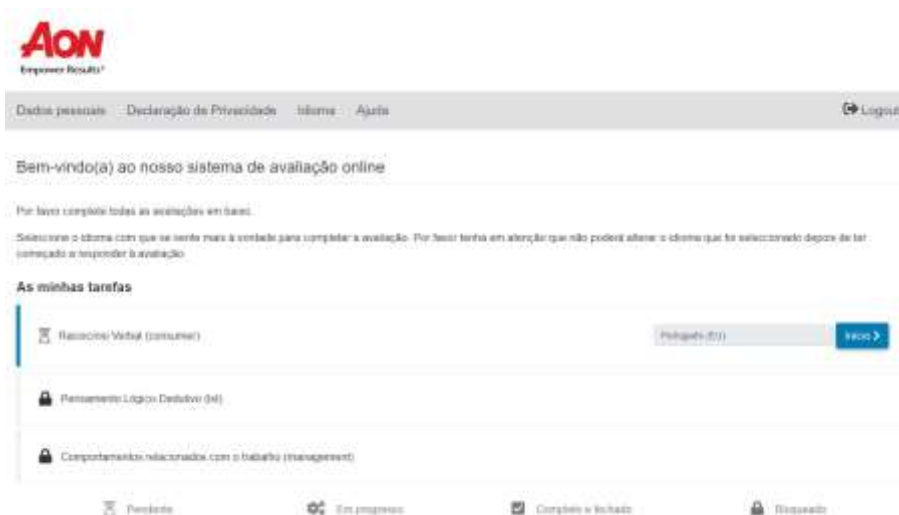 AON
Empower Results®
Dados pessoais Declaração de Privacidade Idioma Ajuda Logout
Bem-vindo(a) ao nosso sistema de avaliação online
Por favor complete todas as avaliações em baixo.
Seleccione o idioma com que se sente mais à vontade para completar a avaliação. Por favor tenha em atenção que não poderá alterar o idioma que foi seleccionado depois de ter
começado a responder à avaliação.
As minhas tarefas
Raciocínio Verbal (consumer) Português (EU) Início
Pensamento Lógico Dedutivo
Comportamentos relacionados com o trabalho (management)
Pendente Em progresso Completo e fechado Bloqueado